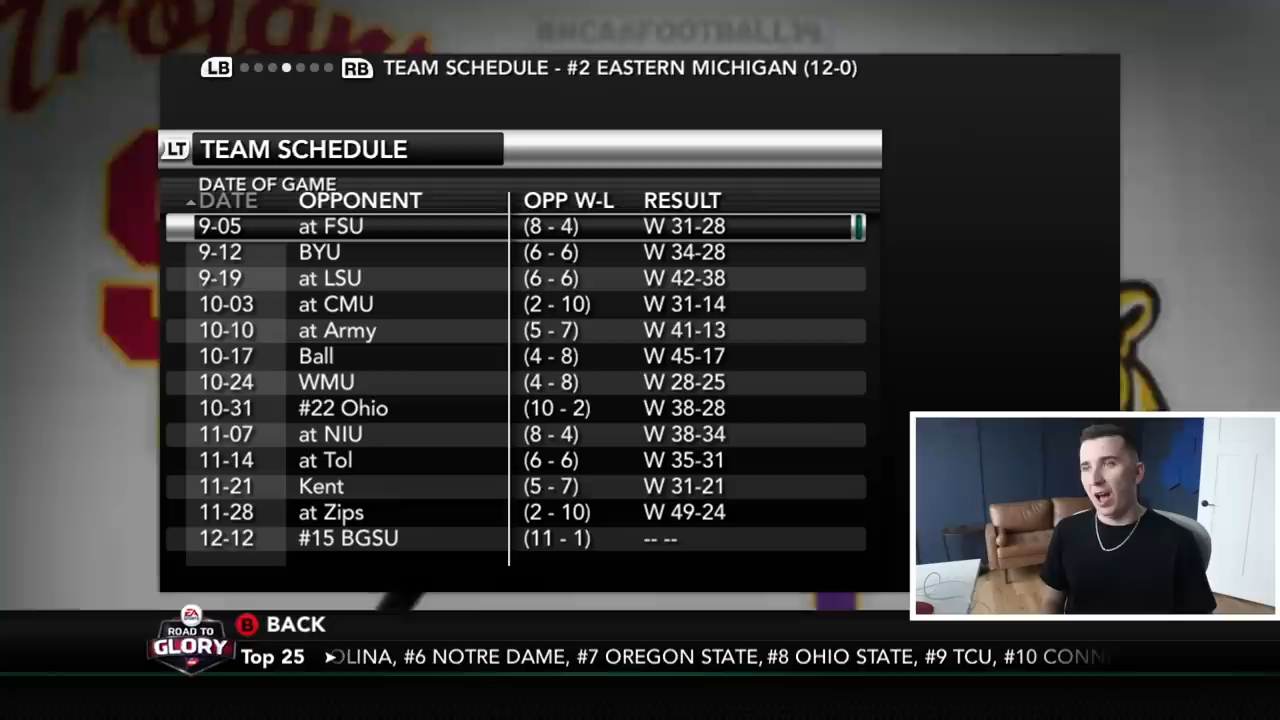 Trojans
#NCAAFOOTBALL14
LB RB TEAM SCHEDULE - #2 EASTERN MICHIGAN (12-0)
LT TEAM SCHEDULE
DATE OF GAME
DATE OPPONENT OPP W-L RESULT
9-05 at FSU (8 - 4) W 31-28
9-12 BYU (6 - 6) W 34-28
9-19 at LSU (6 - 6) W 42-38
10-03 at CMU (2 - 10) W 31-14
10-10 at Army (5 - 7) W 41-13
10-17 Ball (4 - 8) W 45-17
10-24 WMU (4 - 8) W 28-25
10-31 #22 Ohio (10 - 2) W 38-28
11-07 at NIU (8 - 4) W 38-34
11-14 at Tol (6 - 6) W 35-31
11-21 Kent (5 - 7) W 31-21
11-28 at Zips (2 - 10) W 49-24
12-12 #15 BGSU (11 - 1) -- --
EA SPORTS
ROAD TO
GLORY
B BACK
Top 25 OLINA, #6 NOTRE DAME, #7 OREGON STATE, #8 OHIO STATE, #9 TCU, #10 CONN